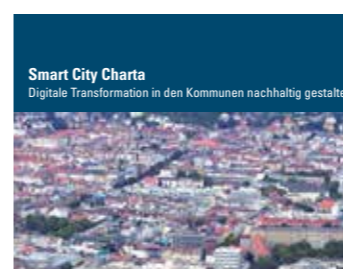 Smart City Charta
Digitale Transformation in den Kommunen nachhaltig gestalte